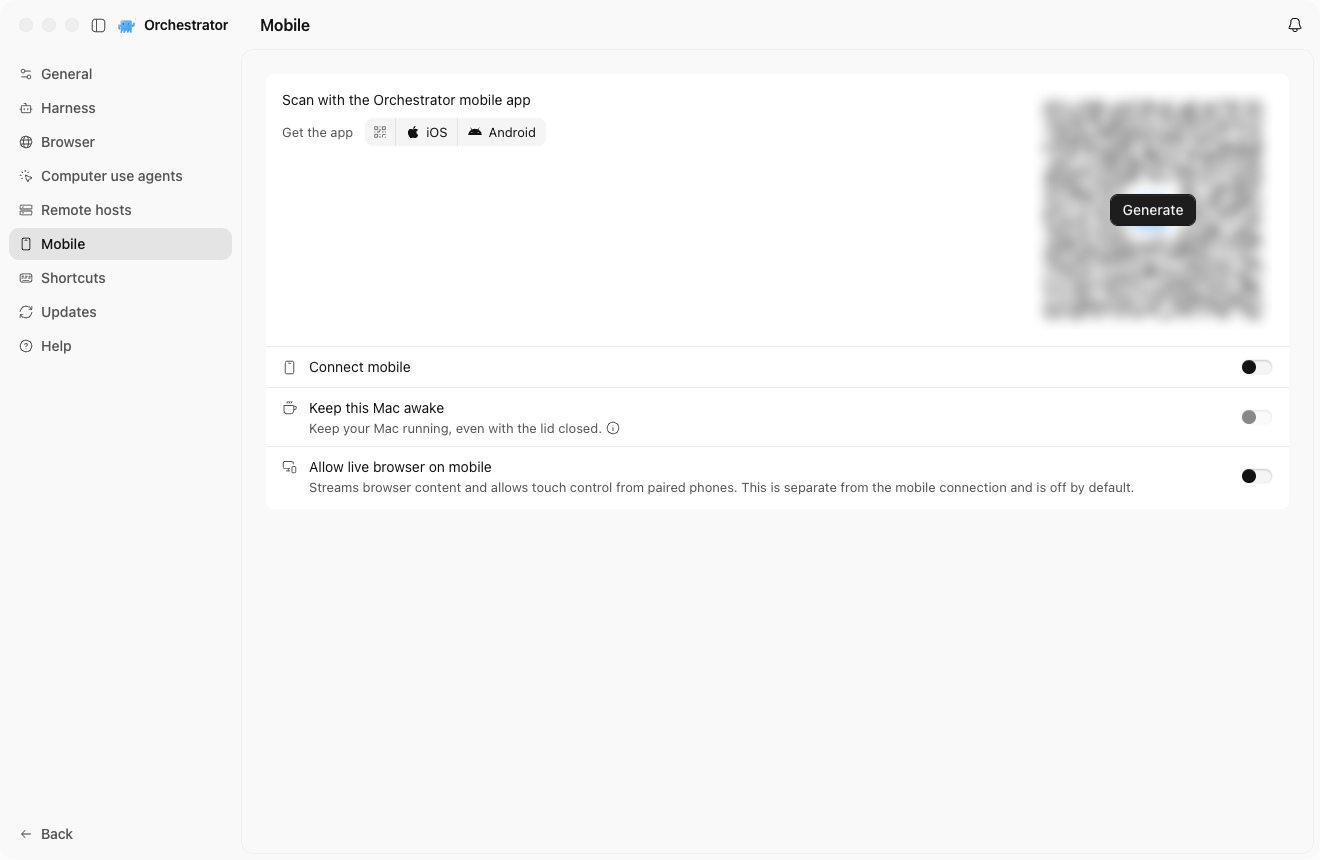 Orchestrator
Mobile
General
Harness
Browser
Computer use agents
Remote hosts
Mobile
Shortcuts
Updates
Help
Back
Scan with the Orchestrator mobile app
Get the app iOS Android
Generate
Connect mobile
Keep this Mac awake
Keep your Mac running, even with the lid closed.
Allow live browser on mobile
Streams browser content and allows touch control from paired phones. This is separate from the mobile connection and is off by default.